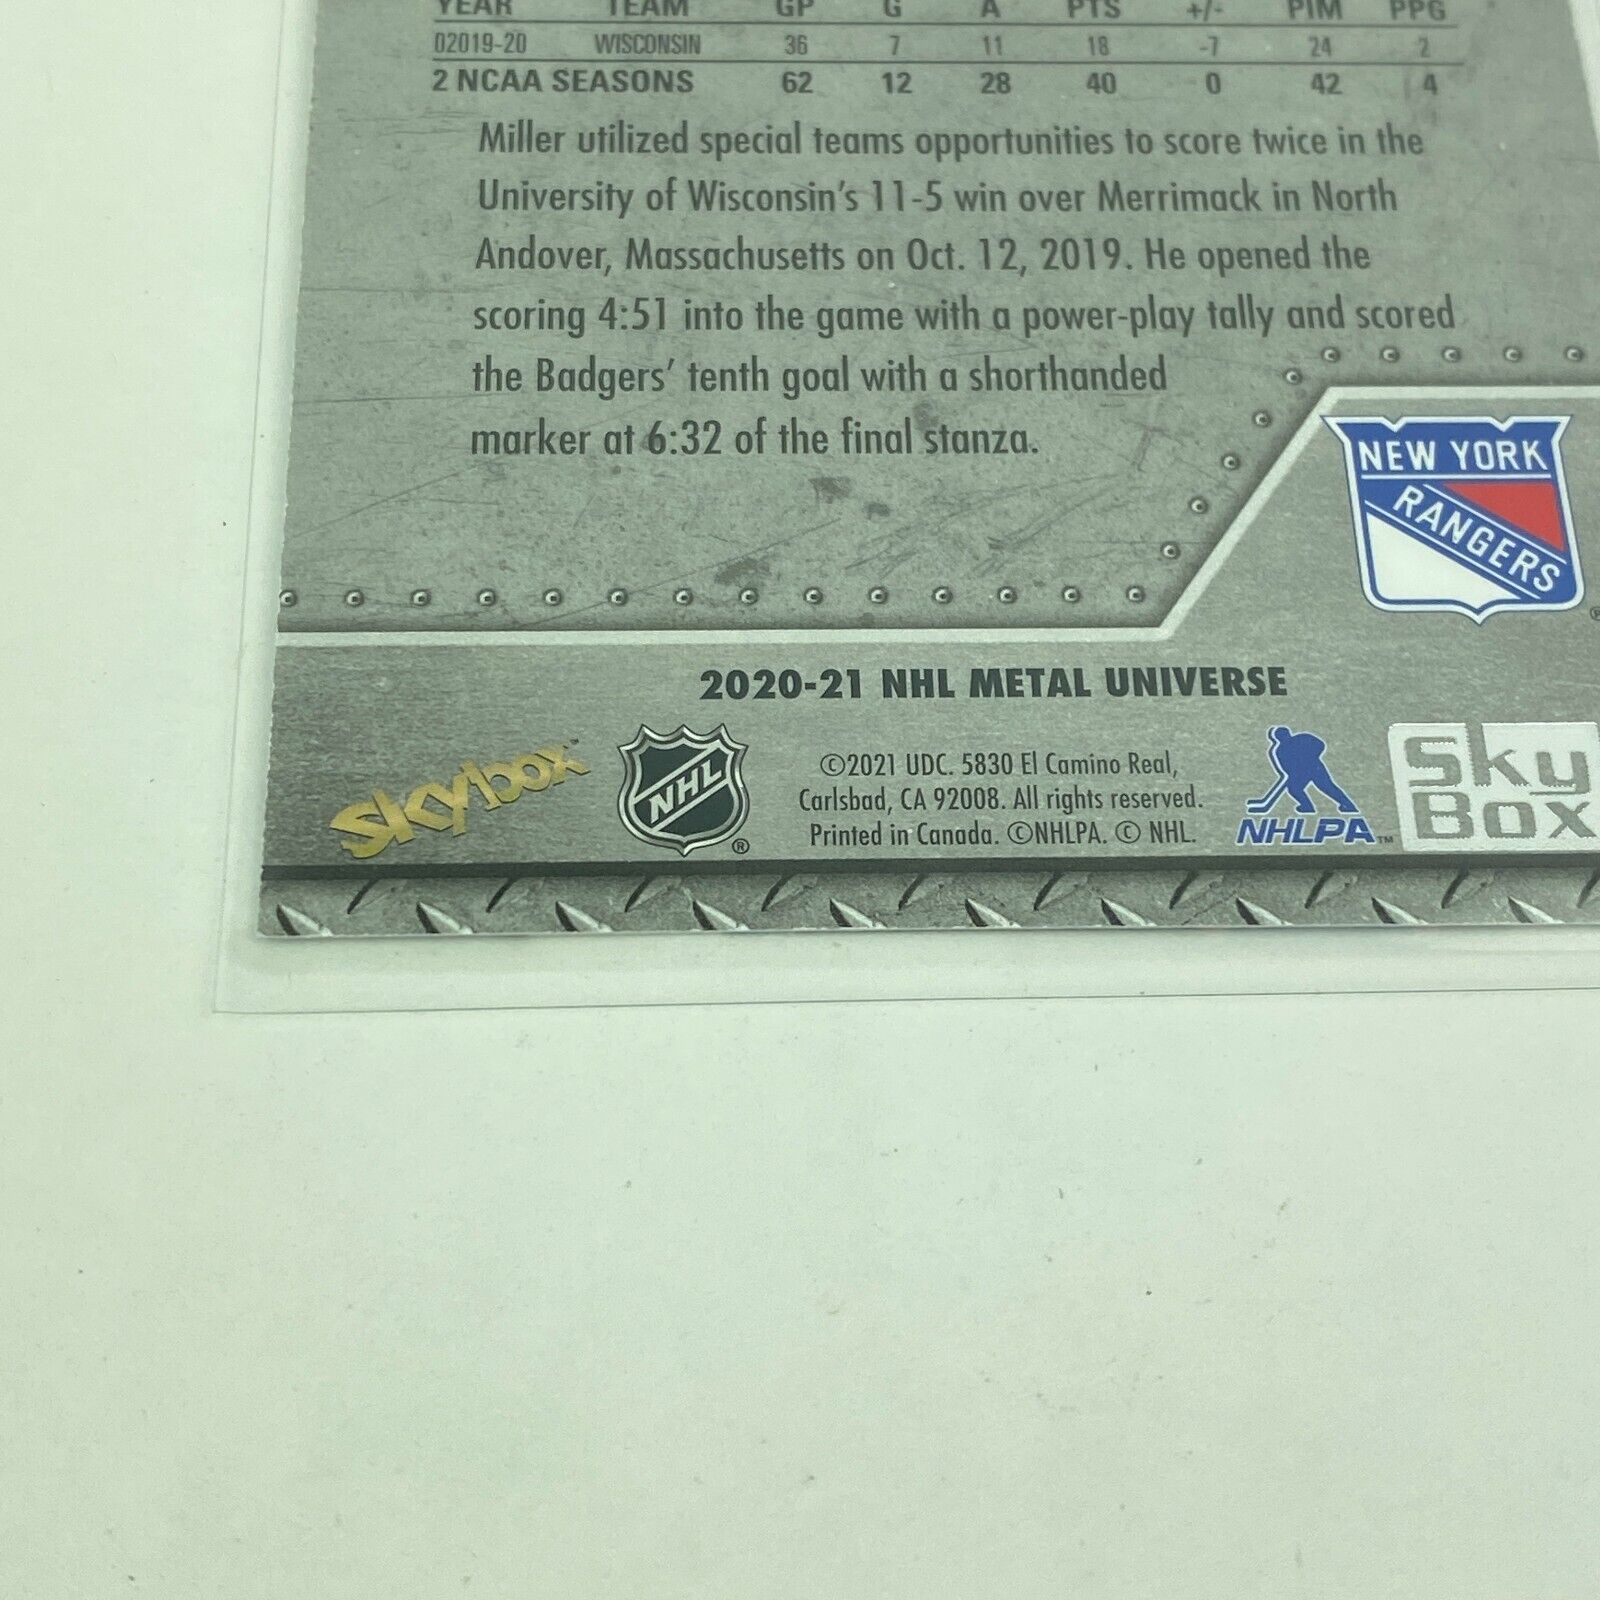 YEAR TEAM GP G A PTS +/- PIM PPG
02019-20 WISCONSIN 36 7 11 18 -7 24 2
2 NCAA SEASONS 62 12 28 40 0 42 4
Miller utilized special teams opportunities to score twice in the
University of Wisconsin's 11-5 win over Merrimack in North
Andover, Massachusetts on Oct. 12, 2019. He opened the
scoring 4:51 into the game with a power-play tally and scored
the Badgers' tenth goal with a shorthanded
marker at 6:32 of the final stanza.
NEW YORK
RANGERS
®
2020-21 NHL METAL UNIVERSE
skybox™
NHL
®
©2021 UDC. 5830 El Camino Real,
Carlsbad, CA 92008. All rights reserved.
Printed in Canada. ©NHLPA. © NHL.
NHLPA™
Sky
Box